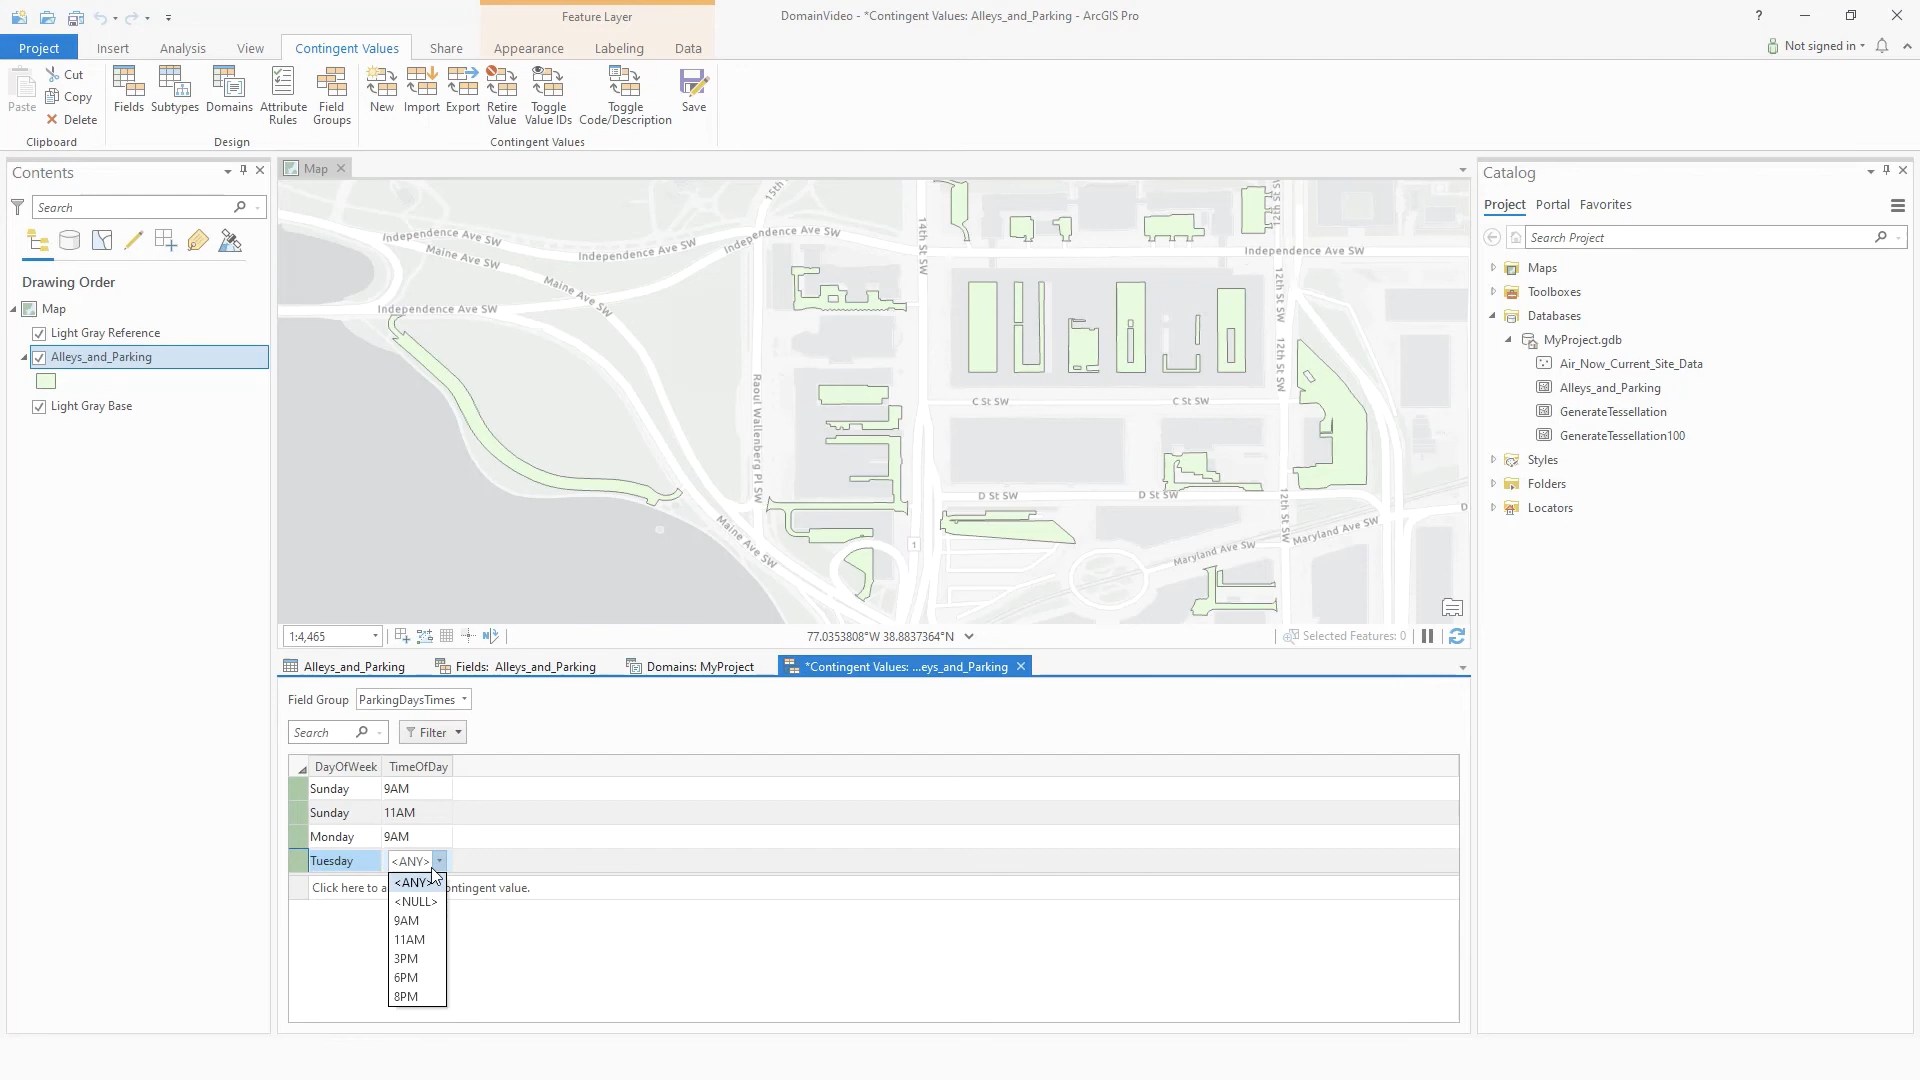 Feature Layer
DomainVideo - *Contingent Values: Alleys_and_Parking - ArcGIS Pro
?
Project
Insert
Analysis
View
Contingent Values
Share
Appearance
Labeling
Data
Not signed in
Paste
Cut
Copy
Delete
Clipboard
Fields
Subtypes
Domains
Attribute
Rules
Field
Groups
Design
New
Import
Export
Retire
Value
Toggle
Value IDs
Toggle
Code/Description
Save
Contingent Values
Contents
Search
Drawing Order
Map
Light Gray Reference
Alleys_and_Parking
Light Gray Base
Map
15th
14th St SW
12th St SW
Independence Ave SW
Independence Ave SW
Independence Ave SW
Independence Ave SW
Maine Ave SW
Maine Ave SW
Independence Ave SW
12th St SW
12th St SW
Raoul Wallenberg Pl SW
C St SW
C St SW
D St SW
D St SW
D
12th St SW
Maine Ave SW
1
Maryland Ave SW
Maryland Ave SW
1:4,465
77.0353808°W 38.8837364°N
Selected Features: 0
Alleys_and_Parking
Fields: Alleys_and_Parking
Domains: MyProject
*Contingent Values: ...eys_and_Parking
Field Group
ParkingDaysTimes
Search
Filter
DayOfWeek
TimeOfDay
Sunday
9AM
Sunday
11AM
Monday
9AM
Tuesday
<ANY>
Click here to a
ontingent value.
<ANY>
<NULL>
9AM
11AM
3PM
6PM
8PM
Catalog
Project
Portal
Favorites
Search Project
Maps
Toolboxes
Databases
MyProject.gdb
Air_Now_Current_Site_Data
Alleys_and_Parking
GenerateTessellation
GenerateTessellation100
Styles
Folders
Locators